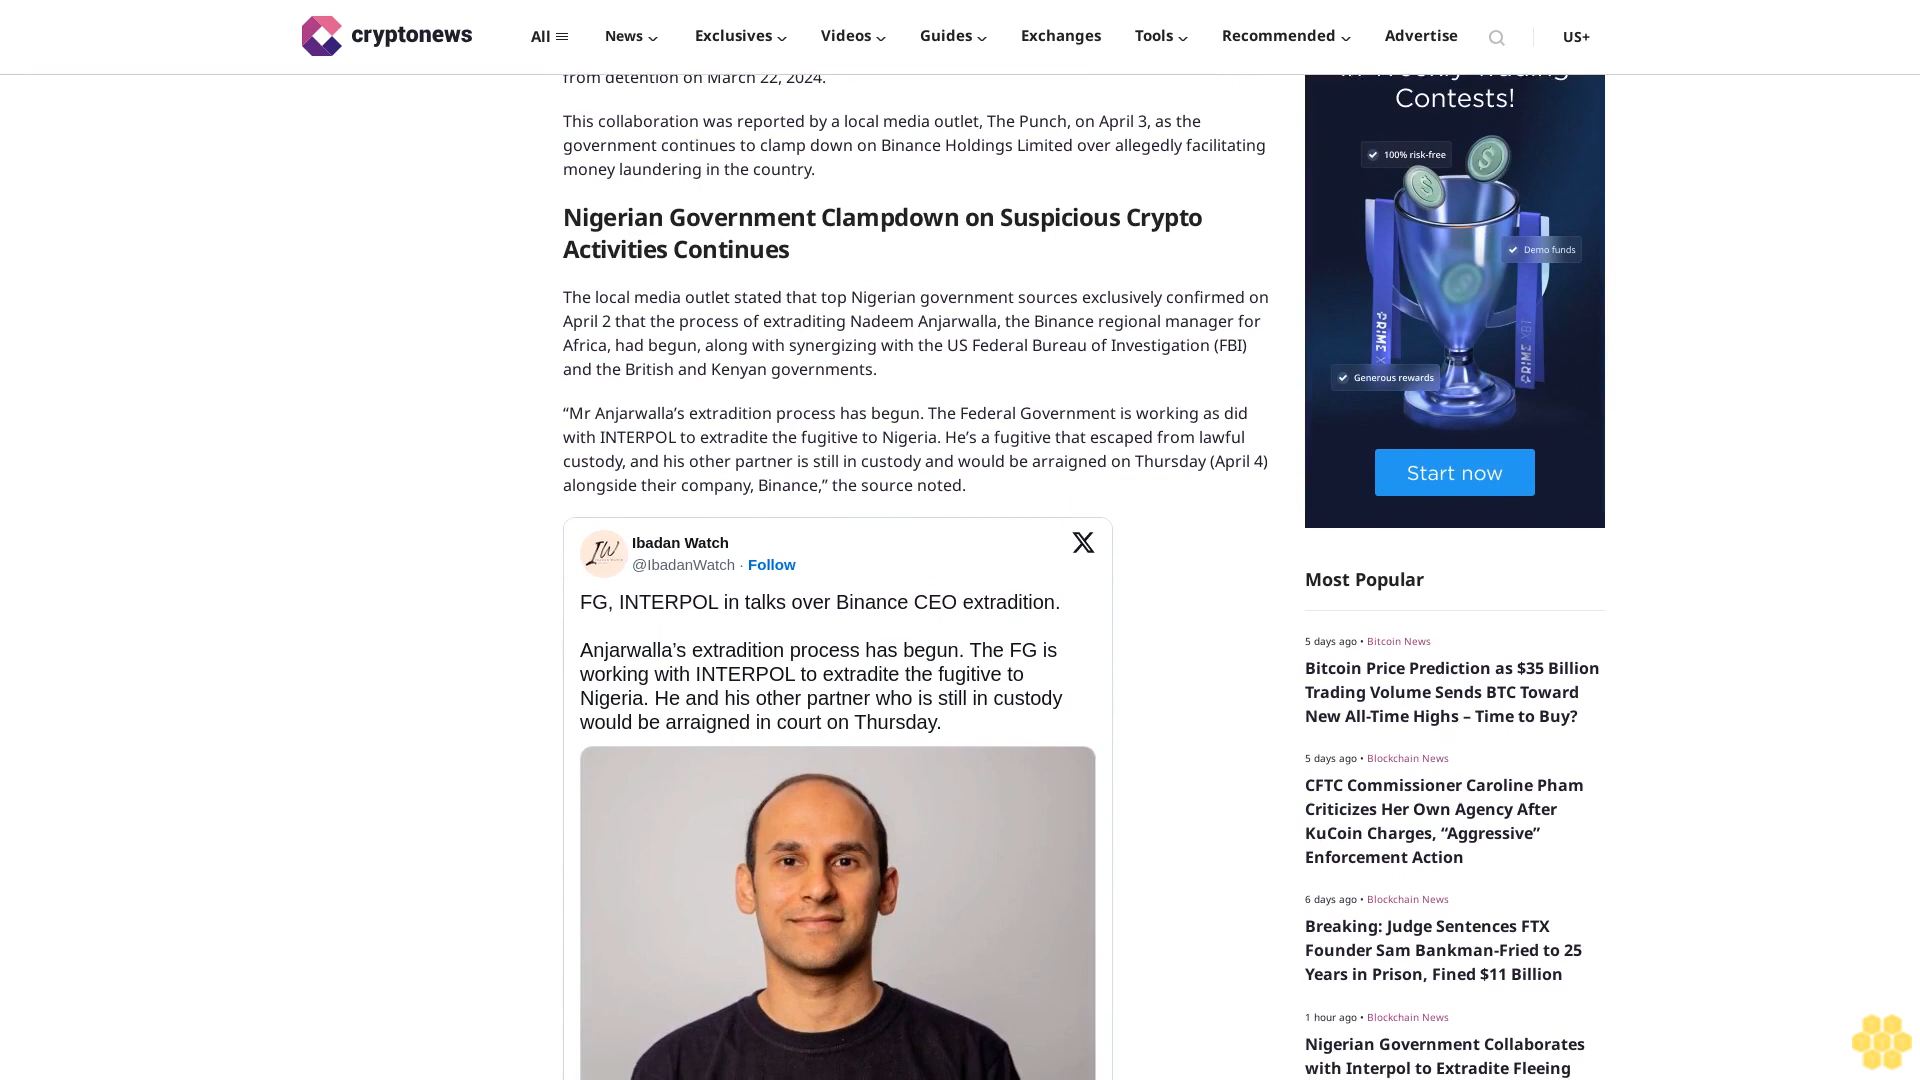 cryptonews
All
News
Exclusives
Videos
Guides
Exchanges
Tools
Recommended
Advertise
US+
from detention on March 22, 2024.
This collaboration was reported by a local media outlet, The Punch, on April 3, as the
government continues to clamp down on Binance Holdings Limited over allegedly facilitating
money laundering in the country.
Nigerian Government Clampdown on Suspicious Crypto
Activities Continues
The local media outlet stated that top Nigerian government sources exclusively confirmed on
April 2 that the process of extraditing Nadeem Anjarwalla, the Binance regional manager for
Africa, had begun, along with synergizing with the US Federal Bureau of Investigation (FBI)
and the British and Kenyan governments.
“Mr Anjarwalla’s extradition process has begun. The Federal Government is working as did
with INTERPOL to extradite the fugitive to Nigeria. He’s a fugitive that escaped from lawful
custody, and his other partner is still in custody and would be arraigned on Thursday (April 4)
alongside their company, Binance,” the source noted.
IW
Ibadan Watch
@IbadanWatch · Follow
FG, INTERPOL in talks over Binance CEO extradition.
Anjarwalla’s extradition process has begun. The FG is
working with INTERPOL to extradite the fugitive to
Nigeria. He and his other partner who is still in custody
would be arraigned in court on Thursday.
in Weekly Trading
Contests!
100% risk-free
Demo funds
PRIME X
PRIME XBT
Generous rewards
Start now
Most Popular
5 days ago • Bitcoin News
Bitcoin Price Prediction as $35 Billion
Trading Volume Sends BTC Toward
New All-Time Highs – Time to Buy?
5 days ago • Blockchain News
CFTC Commissioner Caroline Pham
Criticizes Her Own Agency After
KuCoin Charges, “Aggressive”
Enforcement Action
6 days ago • Blockchain News
Breaking: Judge Sentences FTX
Founder Sam Bankman-Fried to 25
Years in Prison, Fined $11 Billion
1 hour ago • Blockchain News
Nigerian Government Collaborates
with Interpol to Extradite Fleeing